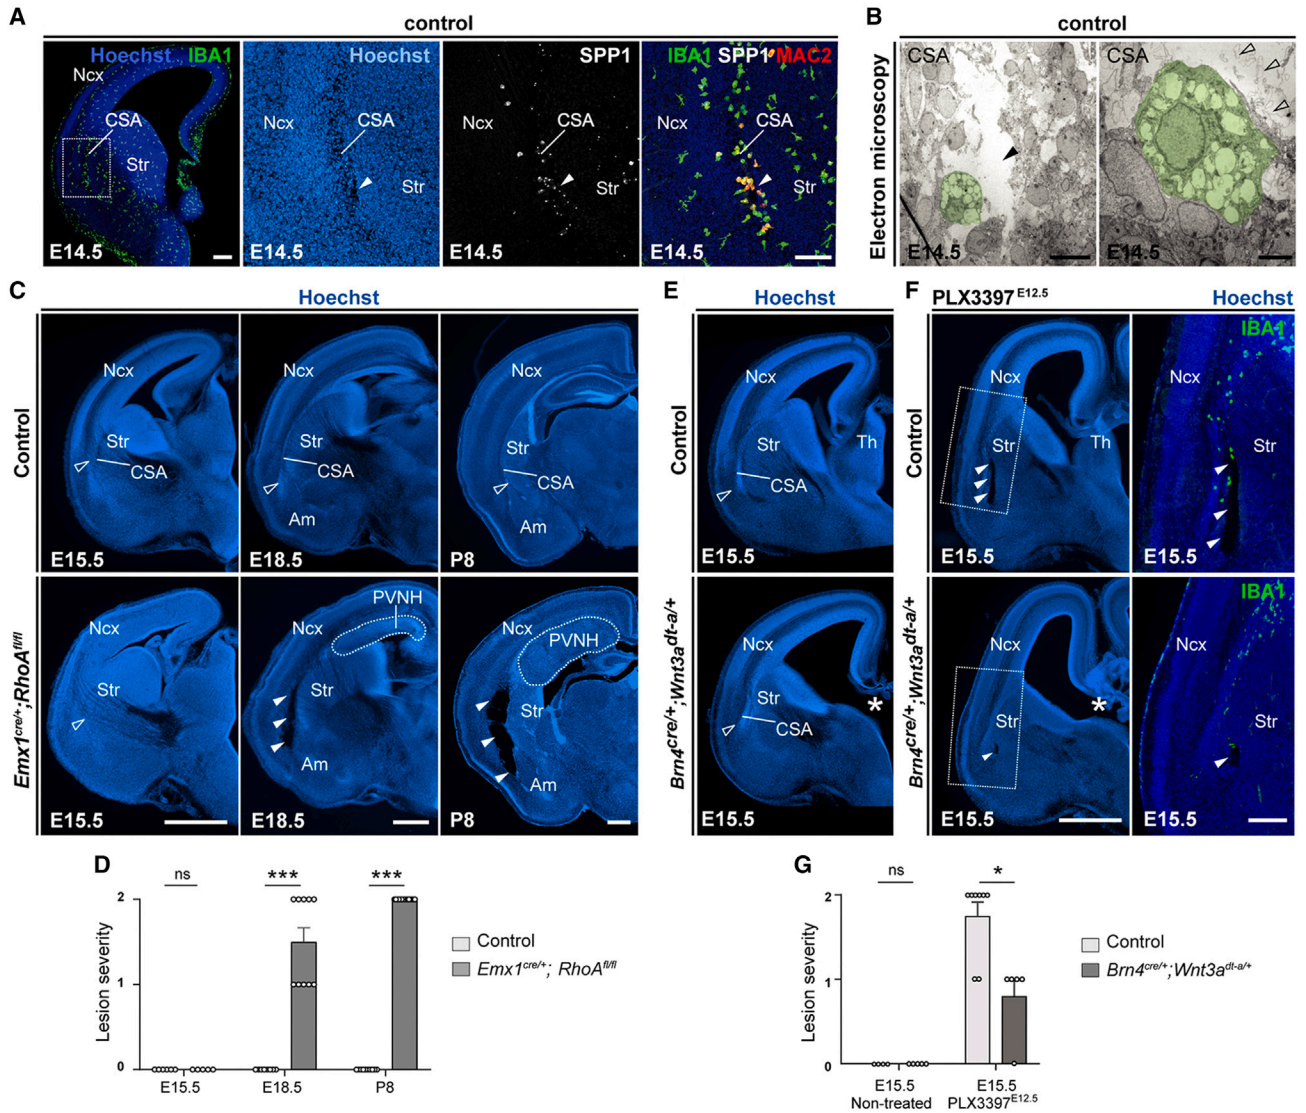 A
control
Hoechst IBA1
Ncx
CSA
Str
E14.5
Hoechst
Ncx
CSA
Str
E14.5
SPP1
Ncx
CSA
Str
E14.5
IBA1 SPP1 MAC2
Ncx
CSA
Str
E14.5
B
control
Electron microscopy
CSA
E14.5
CSA
E14.5
C
Hoechst
Control
Ncx
Str
CSA
E15.5
Ncx
Str
CSA
Am
E18.5
Ncx
Str
CSA
Am
P8
Emx1cre/+;RhoAfl/fl
Ncx
Str
E15.5
PVNH
Ncx
Str
Am
E18.5
Ncx
PVNH
Str
Am
P8
D
Lesion severity
2
1
0
ns
***
***
E15.5
E18.5
P8
Control
Emx1cre/+; RhoAfl/fl
E
Hoechst
Control
Ncx
Str
Th
CSA
E15.5
Brn4cre/+;Wnt3adt-a/+
Ncx
Str
CSA
*
E15.5
F
PLX3397E12.5
Hoechst
Control
Ncx
Str
Th
E15.5
IBA1
Ncx
Str
E15.5
Brn4cre/+;Wnt3adt-a/+
Ncx
Str
*
E15.5
IBA1
Ncx
Str
E15.5
G
Lesion severity
2
1
0
ns
*
E15.5
Non-treated
E15.5
PLX3397E12.5
Control
Brn4cre/+;Wnt3adt-a/+